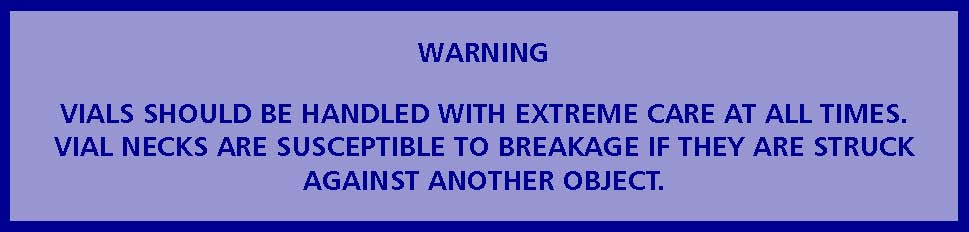 WARNING
VIALS SHOULD BE HANDLED WITH EXTREME CARE AT ALL TIMES.
VIAL NECKS ARE SUSCEPTIBLE TO BREAKAGE IF THEY ARE STRUCK
AGAINST ANOTHER OBJECT.